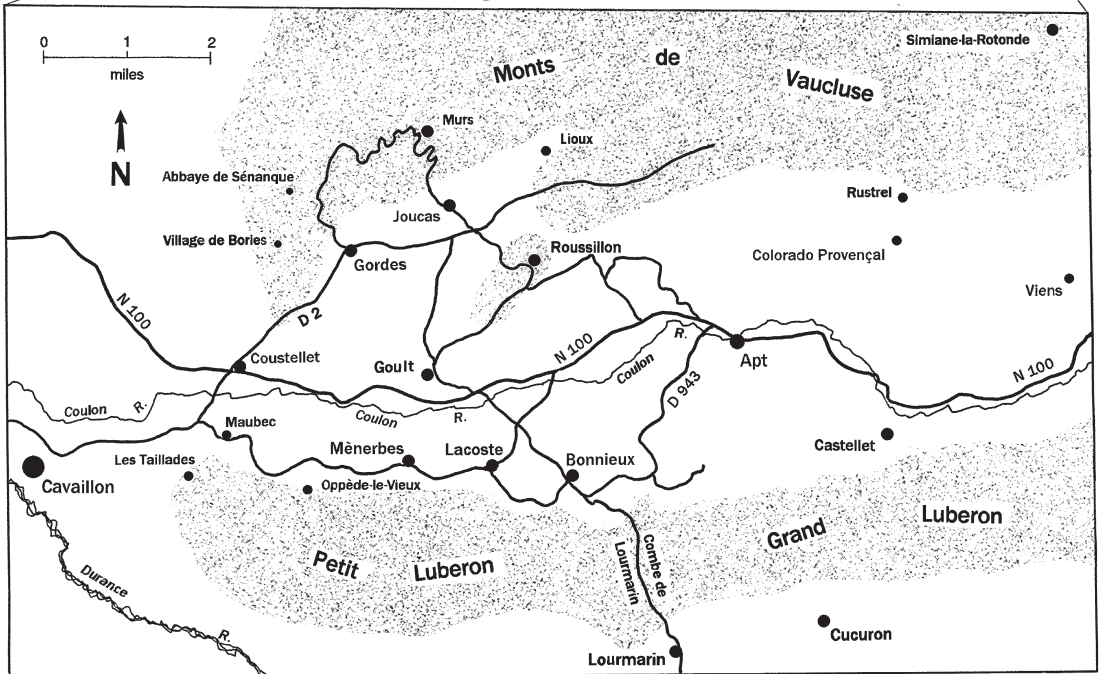 0 1 2
miles
N
Monts de Vaucluse
Simiane-la-Rotonde
Murs
Lioux
Abbaye de Sénanque
Rustrel
Joucas
Village de Bories
Roussillon
Colorado Provençal
Gordes
Viens
N 100
D 2
Coustellet
Goult
N 100
R.
Coulon
Apt
N 100
D 943
Coulon R.
Coulon R.
Maubec
Castellet
Mènerbes
Lacoste
Bonnieux
Les Taillades
Cavaillon
Oppède-le-Vieux
Grand Luberon
Petit Luberon
Combe de
Lourmarin
Durance R.
Cucuron
Lourmarin